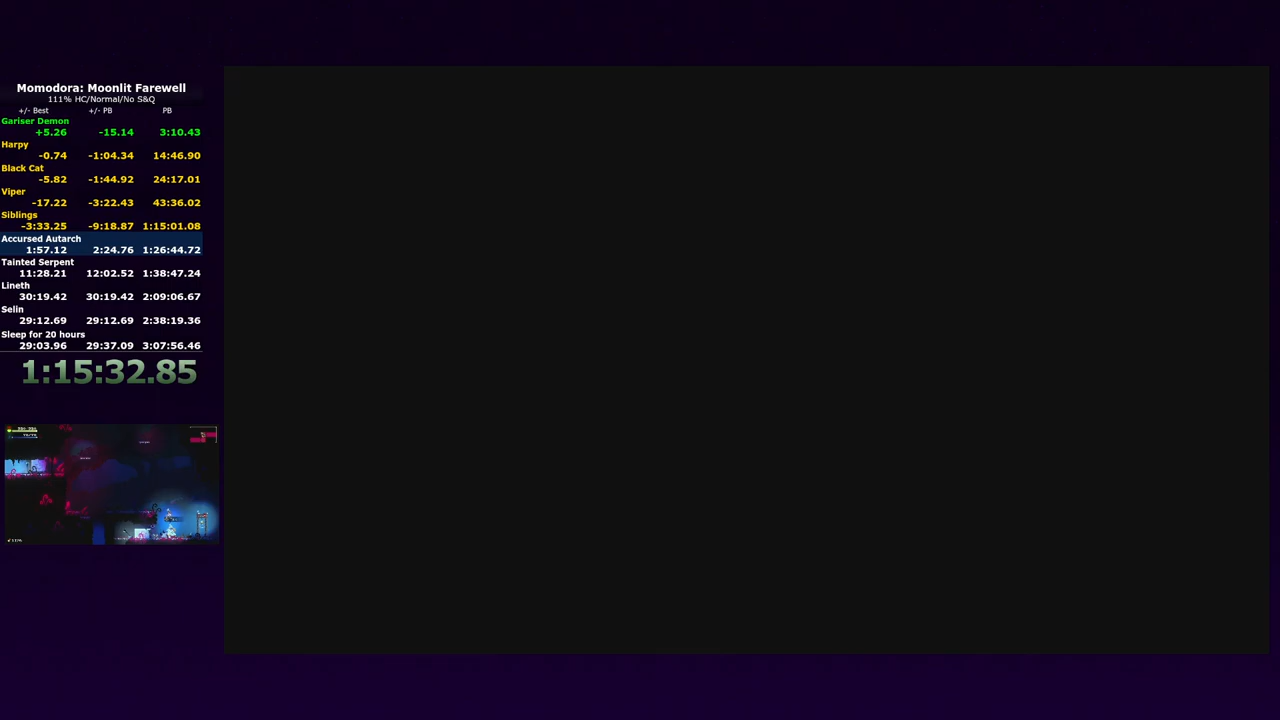 Momodora: Moonlit Farewell
111% HC/Normal/No S&Q
+/- Best +/- PB PB
Gariser Demon
+5.26 -15.14 3:10.43
Harpy
-0.74 -1:04.34 14:46.90
Black Cat
-5.82 -1:44.92 24:17.01
Viper
-17.22 -3:22.43 43:36.02
Siblings
-3:33.25 -9:18.87 1:15:01.08
Accursed Autarch
1:57.12 2:24.76 1:26:44.72
Tainted Serpent
11:28.21 12:02.52 1:38:47.24
Lineth
30:19.42 30:19.42 2:09:06.67
Selin
29:12.69 29:12.69 2:38:19.36
Sleep for 20 hours
29:03.96 29:37.09 3:07:56.46
1:15:32.85